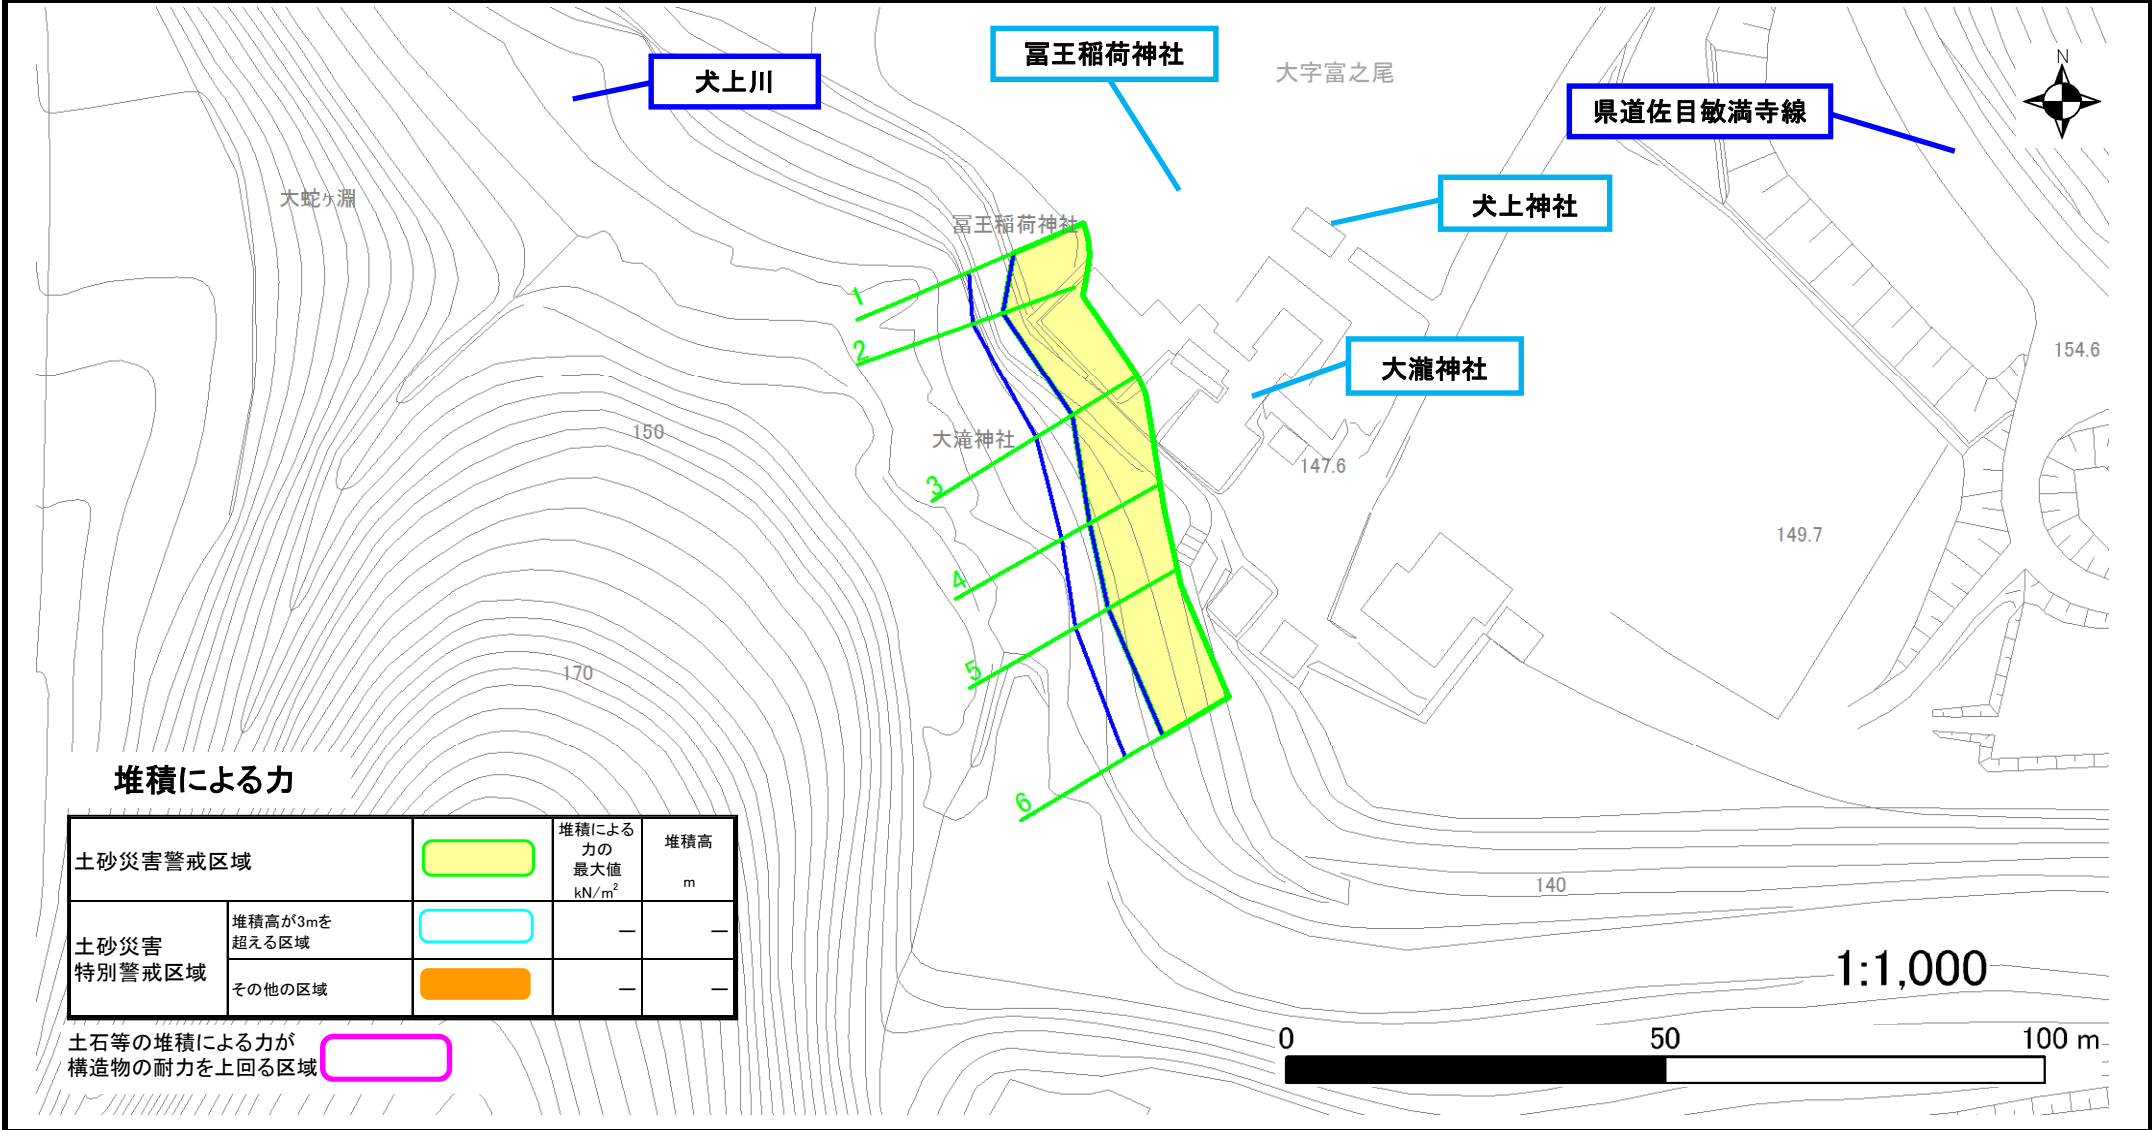 冨王稲荷神社
犬上川
大字富之尾
県道佐目敏満寺線
N
大蛇ヶ淵
冨王稲荷神社
犬上神社
1
2
大瀧神社
154.6
150
大滝神社
147.6
3
149.7
4
5
170
6
堆積による力
土砂災害警戒区域
堆積による
力の
最大値
kN/m²
堆積高
m
土砂災害
特別警戒区域
堆積高が3mを
超える区域
— —
その他の区域
— —
土石等の堆積による力が
構造物の耐力を上回る区域
140
1:1,000
0 50 100 m